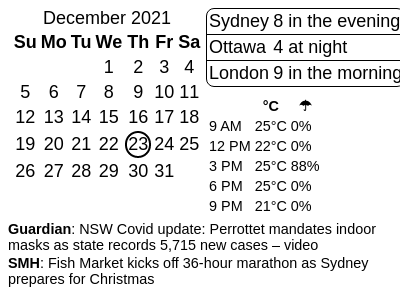 December 2021
Su Mo Tu We Th Fr Sa
1 2 3 4
5 6 7 8 9 10 11
12 13 14 15 16 17 18
19 20 21 22 23 24 25
26 27 28 29 30 31
Sydney 8 in the evening
Ottawa 4 at night
London 9 in the morning
°C ☂
9 AM 25°C 0%
12 PM 22°C 0%
3 PM 25°C 88%
6 PM 25°C 0%
9 PM 21°C 0%
Guardian: NSW Covid update: Perrottet mandates indoor
masks as state records 5,715 new cases – video
SMH: Fish Market kicks off 36-hour marathon as Sydney
prepares for Christmas